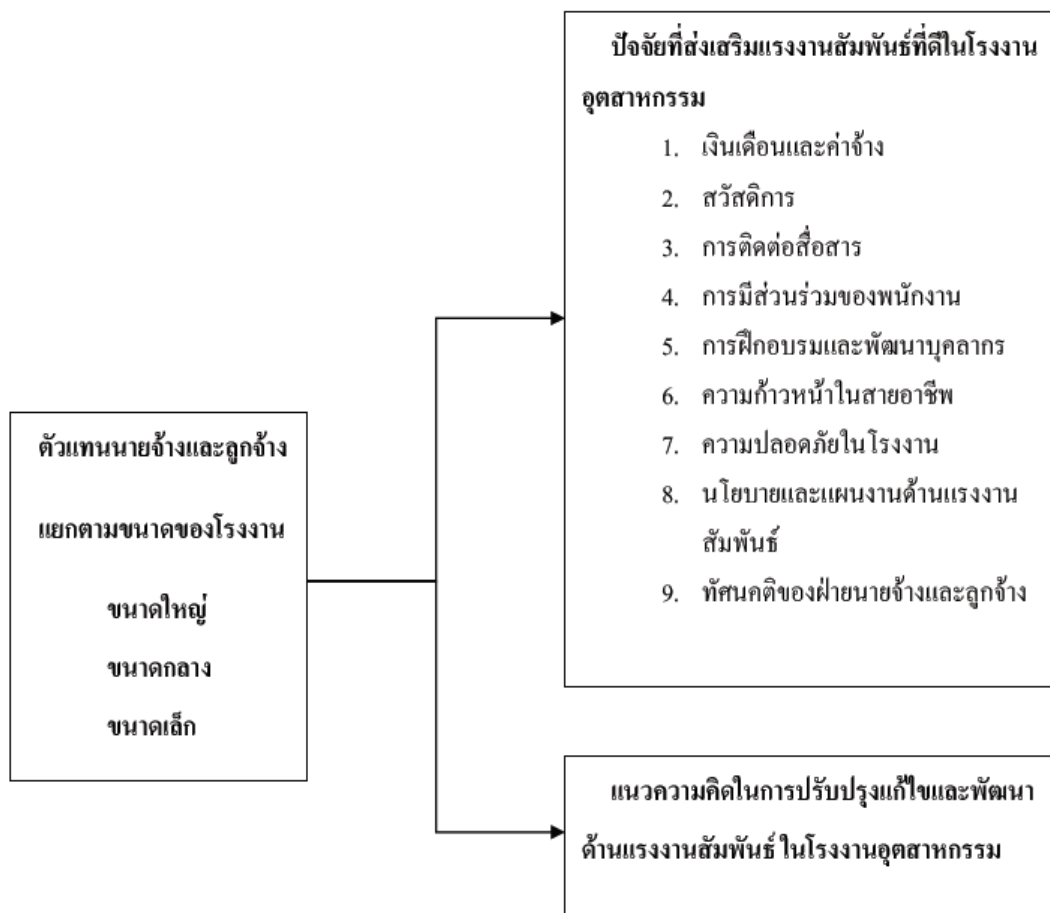 ปัจจัยที่ส่งเสริมแรงงานสัมพันธ์ที่ดีในโรงงาน
อุตสาหกรรม
1. เงินเดือนและค่าจ้าง
2. สวัสดิการ
3. การติดต่อสื่อสาร
4. การมีส่วนร่วมของพนักงาน
5. การฝึกอบรมและพัฒนาบุคลากร
6. ความก้าวหน้าในสายอาชีพ
7. ความปลอดภัยในโรงงาน
8. นโยบายและแผนงานด้านแรงงาน
สัมพันธ์
9. ทัศนคติของฝ่ายนายจ้างและลูกจ้าง
ตัวแทนนายจ้างและลูกจ้าง
แยกตามขนาดของโรงงาน
ขนาดใหญ่
ขนาดกลาง
ขนาดเล็ก
แนวความคิดในการปรับปรุงแก้ไขและพัฒนา
ด้านแรงงานสัมพันธ์ ในโรงงานอุตสาหกรรม